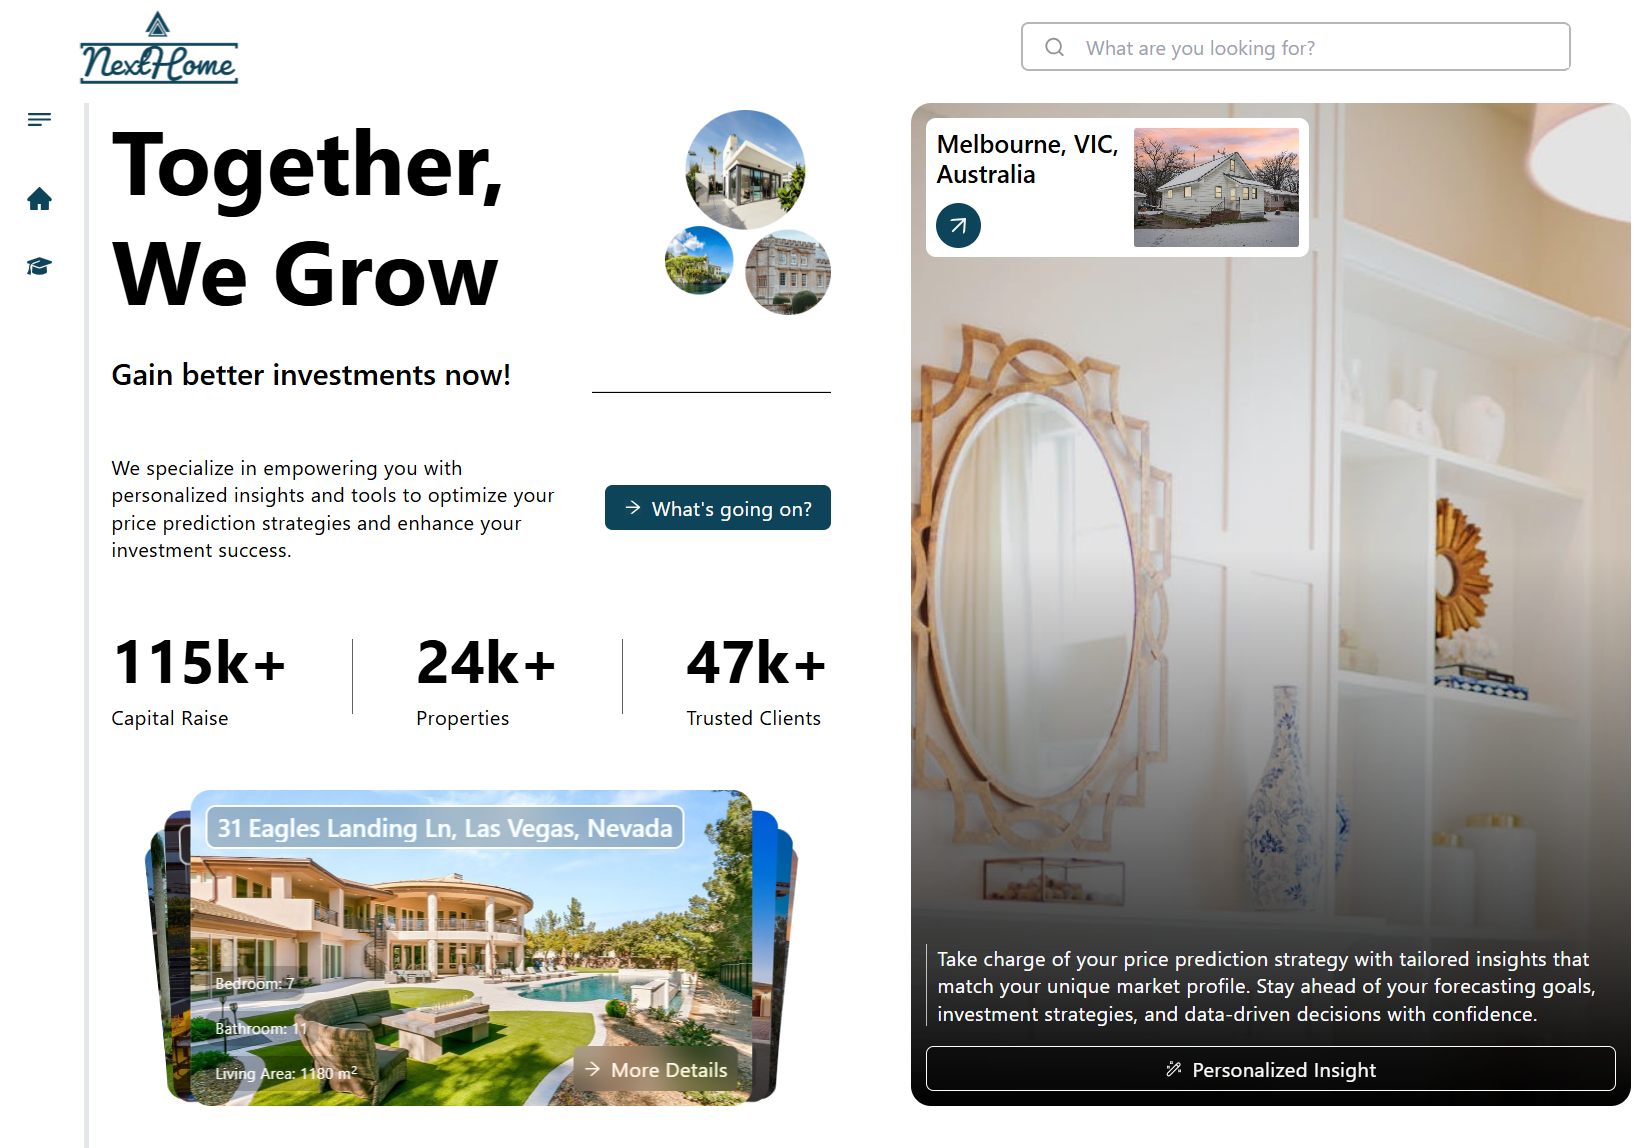 NextHome
What are you looking for?
Together,
We Grow
Gain better investments now!
We specialize in empowering you with
personalized insights and tools to optimize your
price prediction strategies and enhance your
investment success.
What's going on?
115k+
Capital Raise
24k+
Properties
47k+
Trusted Clients
31 Eagles Landing Ln, Las Vegas, Nevada
Bedroom: 7
Bathroom: 11
Living Area: 1180 m²
More Details
Melbourne, VIC,
Australia
Take charge of your price prediction strategy with tailored insights that
match your unique market profile. Stay ahead of your forecasting goals,
investment strategies, and data-driven decisions with confidence.
Personalized Insight